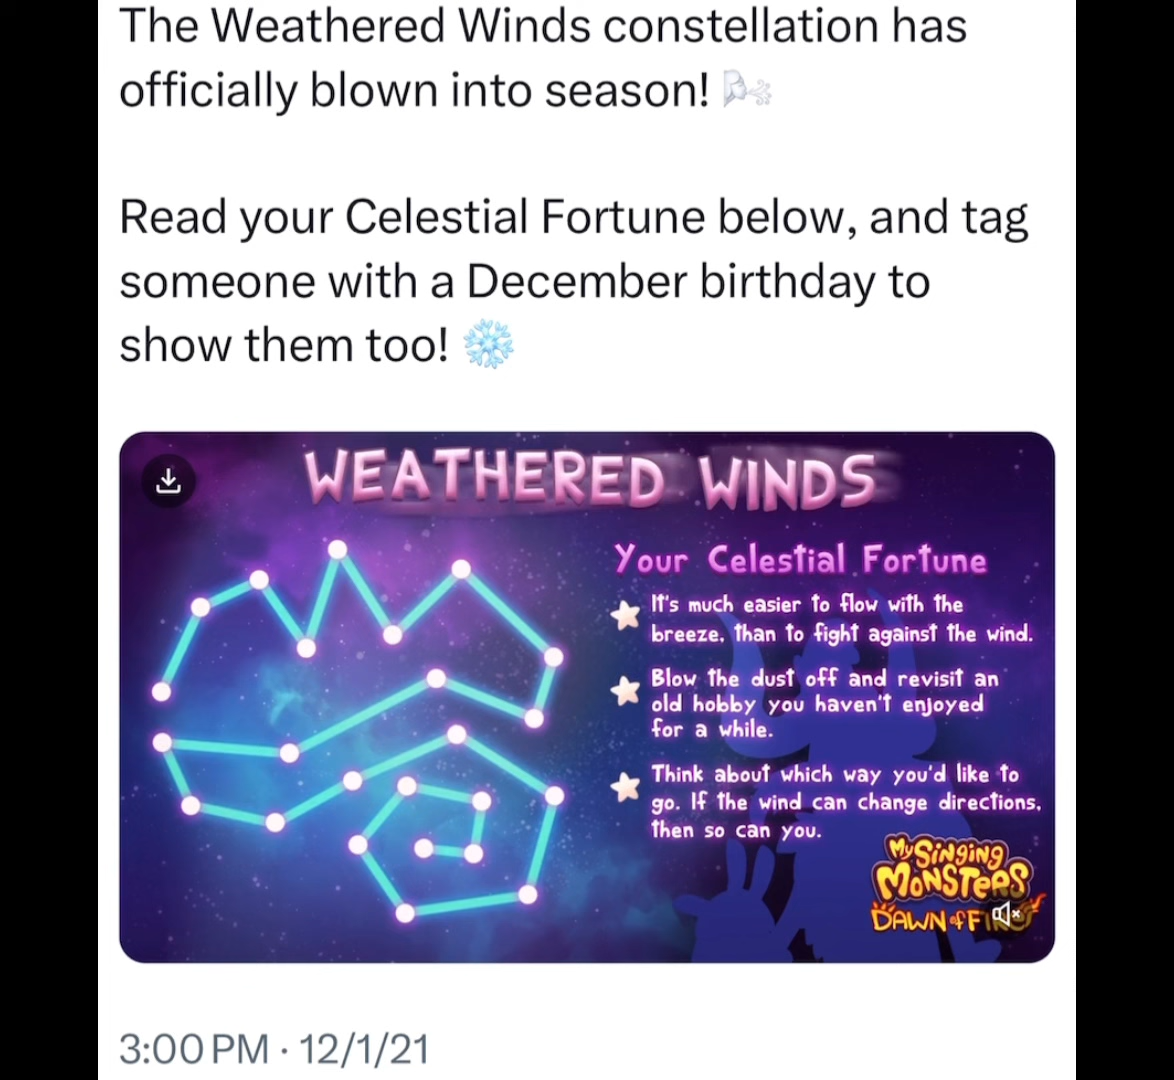 The Weathered Winds constellation has
officially blown into season! 🌬️
Read your Celestial Fortune below, and tag
someone with a December birthday to
show them too! ❄️
WEATHERED WINDS
Your Celestial Fortune
It's much easier to flow with the
breeze, than to fight against the wind.
Blow the dust off and revisit an
old hobby you haven't enjoyed
for a while.
Think about which way you'd like to
go. If the wind can change directions,
then so can you.
My Singing
Monsters
DAWN of FIRE
3:00 PM · 12/1/21